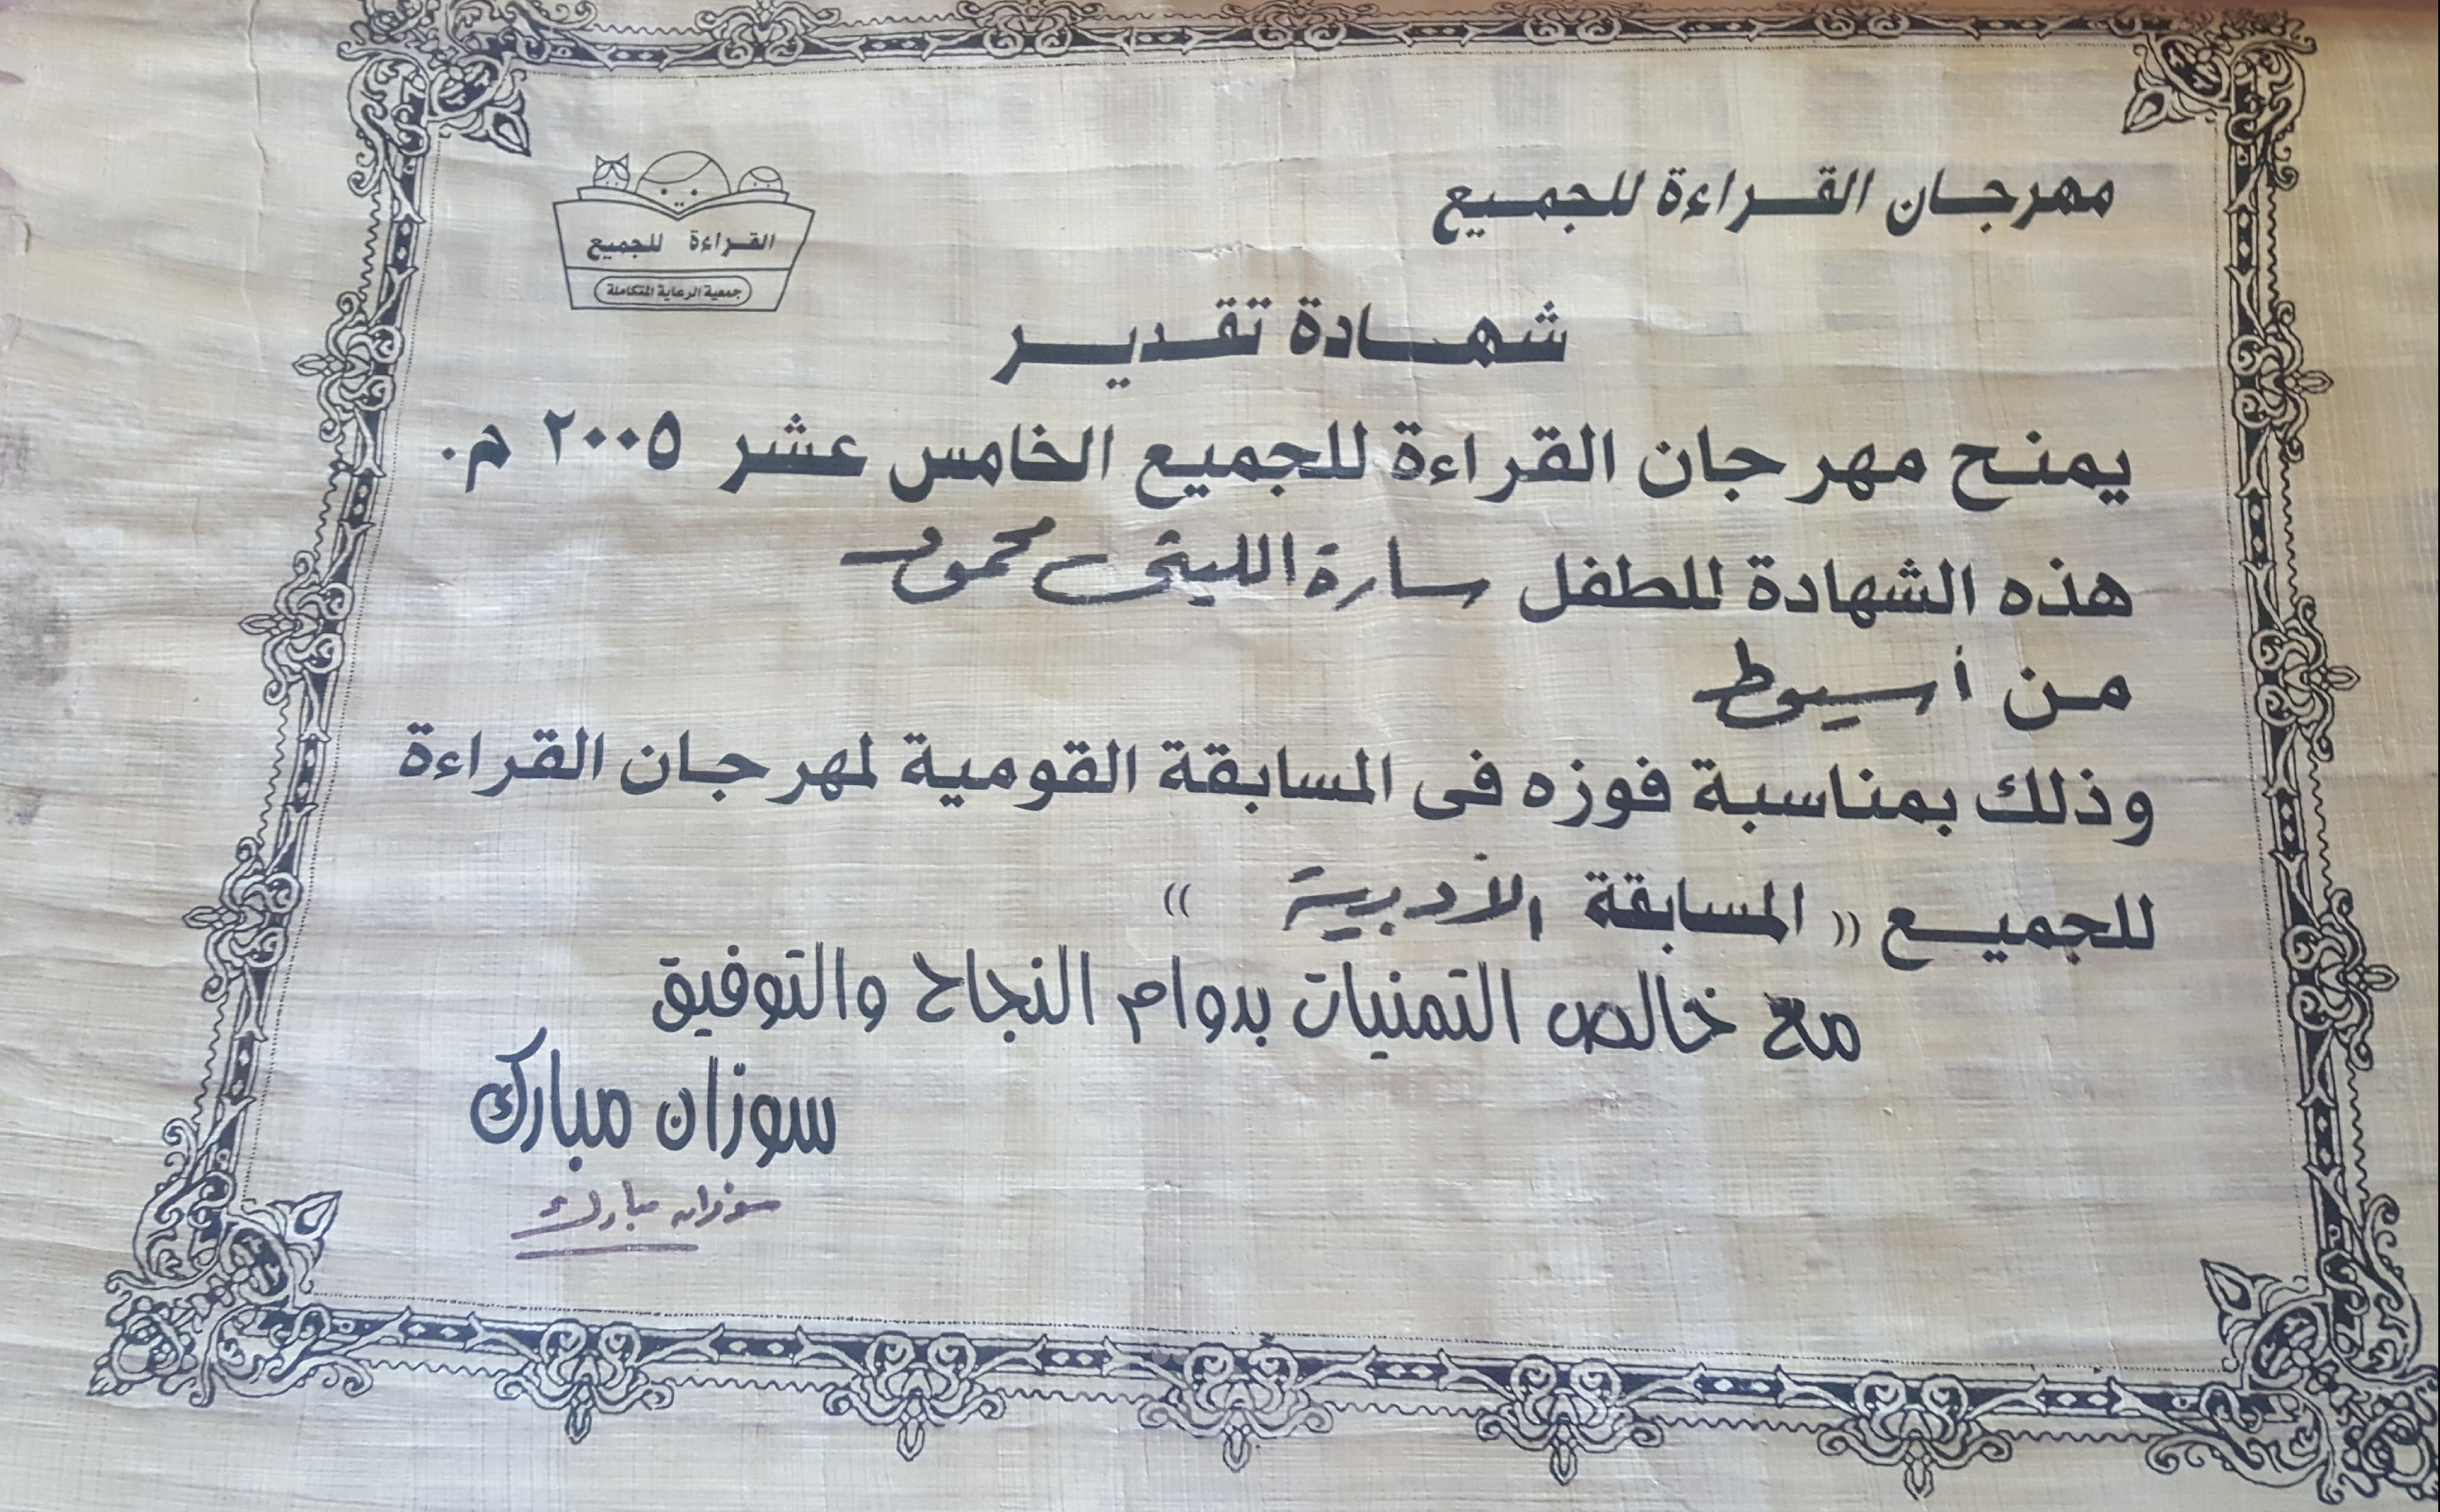 مهرجان القراءة للجميع
القراءة للجميع
جمعية الرعاية المتكاملة
شهادة تقدير
يمنح مهرجان القراءة للجميع الخامس عشر ٢٠٠٥ م.
هذه الشهادة للطفل سارة الليثى محمود
من أسيوط
وذلك بمناسبة فوزه فى المسابقة القومية لمهرجان القراءة
للجميع (( المسابقة الأدبية ))
مع خالص التمنيات بدوام النجاح والتوفيق
سوزان مبارك
سوزان مبارك